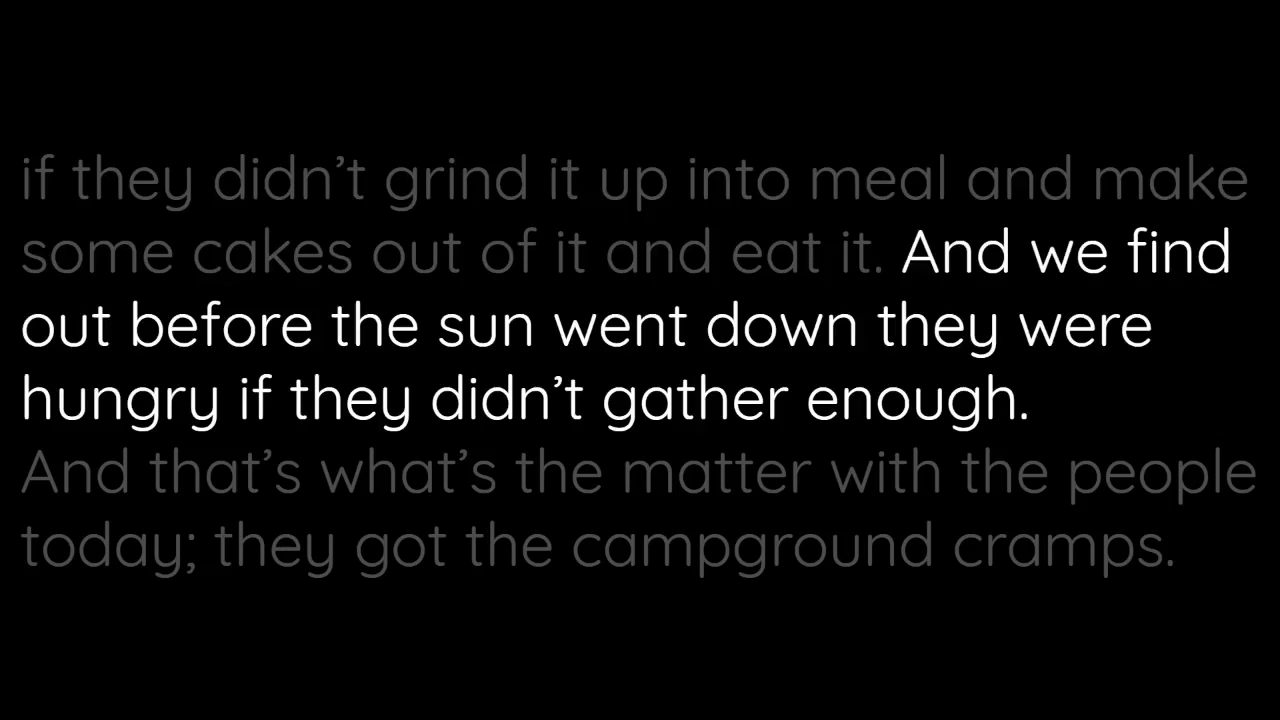 if they didn’t grind it up into meal and make
some cakes out of it and eat it. And we find
out before the sun went down they were
hungry if they didn’t gather enough.
And that’s what’s the matter with the people
today; they got the campground cramps.